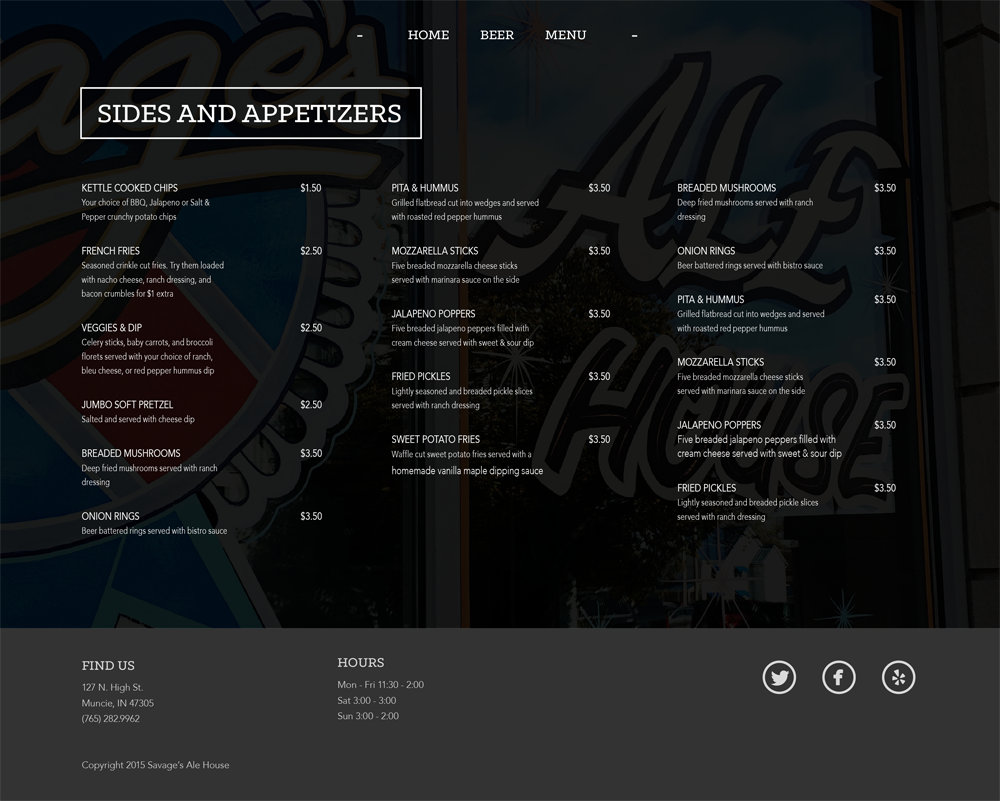 - HOME BEER MENU -
SIDES AND APPETIZERS
KETTLE COOKED CHIPS $1.50
Your choice of BBQ, Jalapeno or Salt &
Pepper crunchy potato chips
FRENCH FRIES $2.50
Seasoned crinkle cut fries. Try them loaded
with nacho cheese, ranch dressing, and
bacon crumbles for $1 extra
VEGGIES & DIP $2.50
Celery sticks, baby carrots, and broccoli
florets served with your choice of ranch,
bleu cheese, or red pepper hummus dip
JUMBO SOFT PRETZEL $2.50
Salted and served with cheese dip
BREADED MUSHROOMS $3.50
Deep fried mushrooms served with ranch
dressing
ONION RINGS $3.50
Beer battered rings served with bistro sauce
PITA & HUMMUS $3.50
Grilled flatbread cut into wedges and served
with roasted red pepper hummus
MOZZARELLA STICKS $3.50
Five breaded mozzarella cheese sticks
served with marinara sauce on the side
JALAPENO POPPERS $3.50
Five breaded jalapeno peppers filled with
cream cheese served with sweet & sour dip
FRIED PICKLES $3.50
Lightly seasoned and breaded pickle slices
served with ranch dressing
SWEET POTATO FRIES $3.50
Waffle cut sweet potato fries served with a
homemade vanilla maple dipping sauce
BREADED MUSHROOMS $3.50
Deep fried mushrooms served with ranch
dressing
ONION RINGS $3.50
Beer battered rings served with bistro sauce
PITA & HUMMUS $3.50
Grilled flatbread cut into wedges and served
with roasted red pepper hummus
MOZZARELLA STICKS $3.50
Five breaded mozzarella cheese sticks
served with marinara sauce on the side
JALAPENO POPPERS $3.50
Five breaded jalapeno peppers filled with
cream cheese served with sweet & sour dip
FRIED PICKLES $3.50
Lightly seasoned and breaded pickle slices
served with ranch dressing
ALE
HOUSE
FIND US
127 N. High St.
Muncie, IN 47305
(765) 282.9962
HOURS
Mon - Fri 11:30 - 2:00
Sat 3:00 - 3:00
Sun 3:00 - 2:00
Copyright 2015 Savage's Ale House